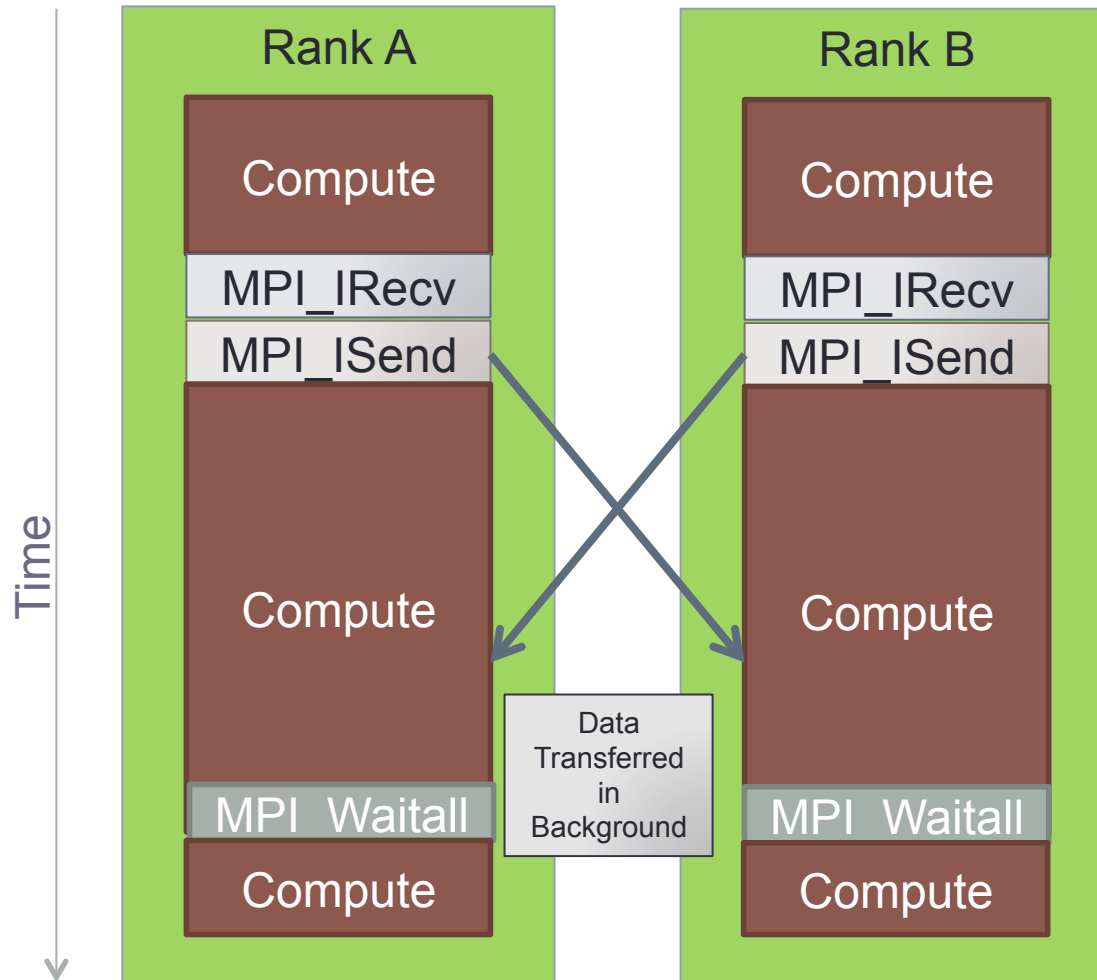 Time
Rank A
Compute
MPI_IRecv
MPI_ISend
Compute
MPI_Waitall
Compute
Rank B
Compute
MPI_IRecv
MPI_ISend
Compute
MPI_Waitall
Compute
Data
Transferred
in
Background